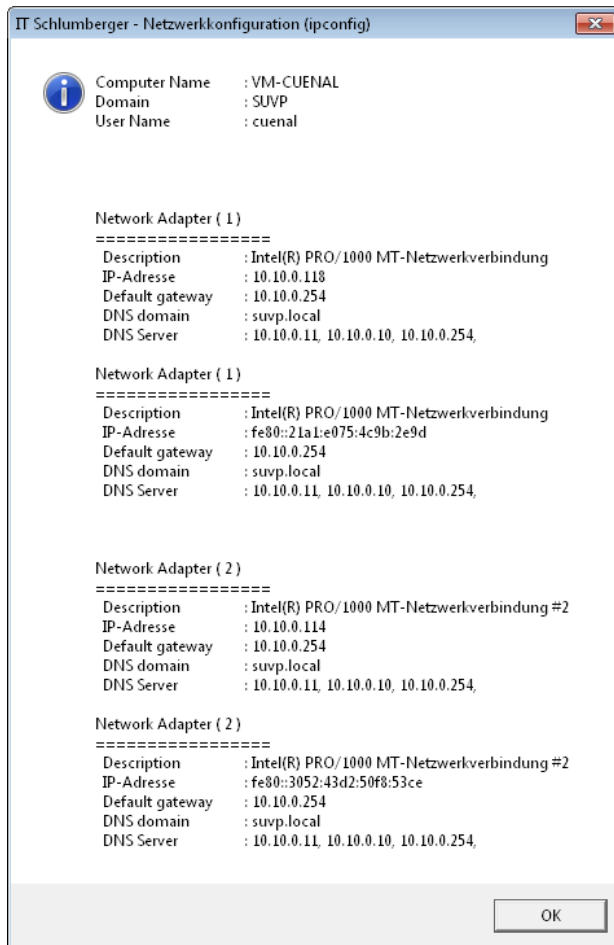 IT Schlumberger - Netzwerkkonfiguration (ipconfig)
Computer Name : VM-CUENAL
Domain : SUVP
User Name : cuenal
Network Adapter ( 1 )
==================
Description : Intel(R) PRO/1000 MT-Netzwerkverbindung
IP-Adresse : 10.10.0.118
Default gateway : 10.10.0.254
DNS domain : suvp.local
DNS Server : 10.10.0.11, 10.10.0.10, 10.10.0.254,
Network Adapter ( 1 )
==================
Description : Intel(R) PRO/1000 MT-Netzwerkverbindung
IP-Adresse : fe80::21a1:e075:4c9b:2e9d
Default gateway : 10.10.0.254
DNS domain : suvp.local
DNS Server : 10.10.0.11, 10.10.0.10, 10.10.0.254,
Network Adapter ( 2 )
==================
Description : Intel(R) PRO/1000 MT-Netzwerkverbindung #2
IP-Adresse : 10.10.0.114
Default gateway : 10.10.0.254
DNS domain : suvp.local
DNS Server : 10.10.0.11, 10.10.0.10, 10.10.0.254,
Network Adapter ( 2 )
==================
Description : Intel(R) PRO/1000 MT-Netzwerkverbindung #2
IP-Adresse : fe80::3052:43d2:50f8:53ce
Default gateway : 10.10.0.254
DNS domain : suvp.local
DNS Server : 10.10.0.11, 10.10.0.10, 10.10.0.254,
OK